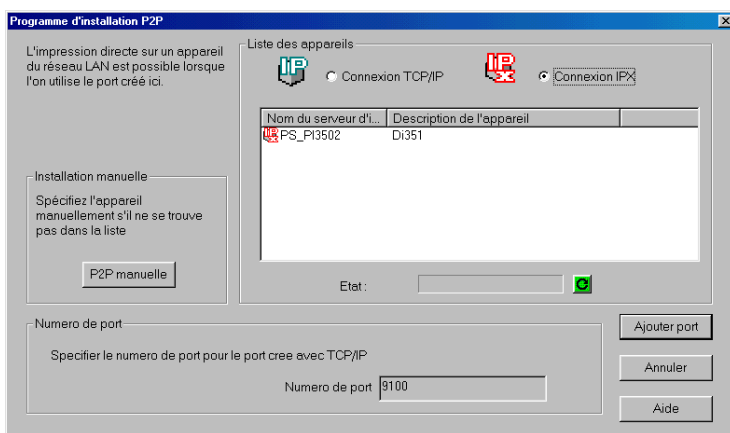 Programme d'installation P2P
L'impression directe sur un appareil
du réseau LAN est possible lorsque
l'on utilise le port créé ici.
Liste des appareils
IP
Connexion TCP/IP
IPX
Connexion IPX
Nom du serveur d'i... Description de l'appareil
PS_PI3502 Di351
Installation manuelle
Spécifiez l'appareil
manuellement s'il ne se trouve
pas dans la liste
P2P manuelle
Etat :
Numero de port
Specifier le numero de port pour le port cree avec TCP/IP
Numero de port 9100
Ajouter port
Annuler
Aide